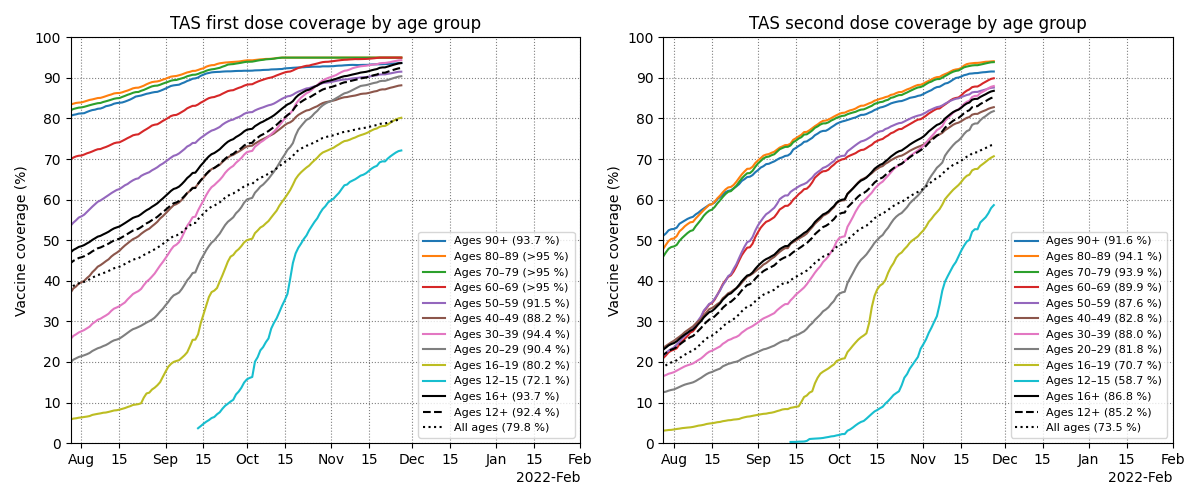 TAS first dose coverage by age group
Vaccine coverage (%)
100
90
80
70
60
50
40
30
20
10
0
Ages 90+ (93.7 %)
Ages 80–89 (>95 %)
Ages 70–79 (>95 %)
Ages 60–69 (>95 %)
Ages 50–59 (91.5 %)
Ages 40–49 (88.2 %)
Ages 30–39 (94.4 %)
Ages 20–29 (90.4 %)
Ages 16–19 (80.2 %)
Ages 12–15 (72.1 %)
Ages 16+ (93.7 %)
Ages 12+ (92.4 %)
All ages (79.8 %)
Aug 15 Sep 15 Oct 15 Nov 15 Dec 15 Jan 15 Feb
2022-Feb
TAS second dose coverage by age group
Vaccine coverage (%)
100
90
80
70
60
50
40
30
20
10
0
Ages 90+ (91.6 %)
Ages 80–89 (94.1 %)
Ages 70–79 (93.9 %)
Ages 60–69 (89.9 %)
Ages 50–59 (87.6 %)
Ages 40–49 (82.8 %)
Ages 30–39 (88.0 %)
Ages 20–29 (81.8 %)
Ages 16–19 (70.7 %)
Ages 12–15 (58.7 %)
Ages 16+ (86.8 %)
Ages 12+ (85.2 %)
All ages (73.5 %)
Aug 15 Sep 15 Oct 15 Nov 15 Dec 15 Jan 15 Feb
2022-Feb